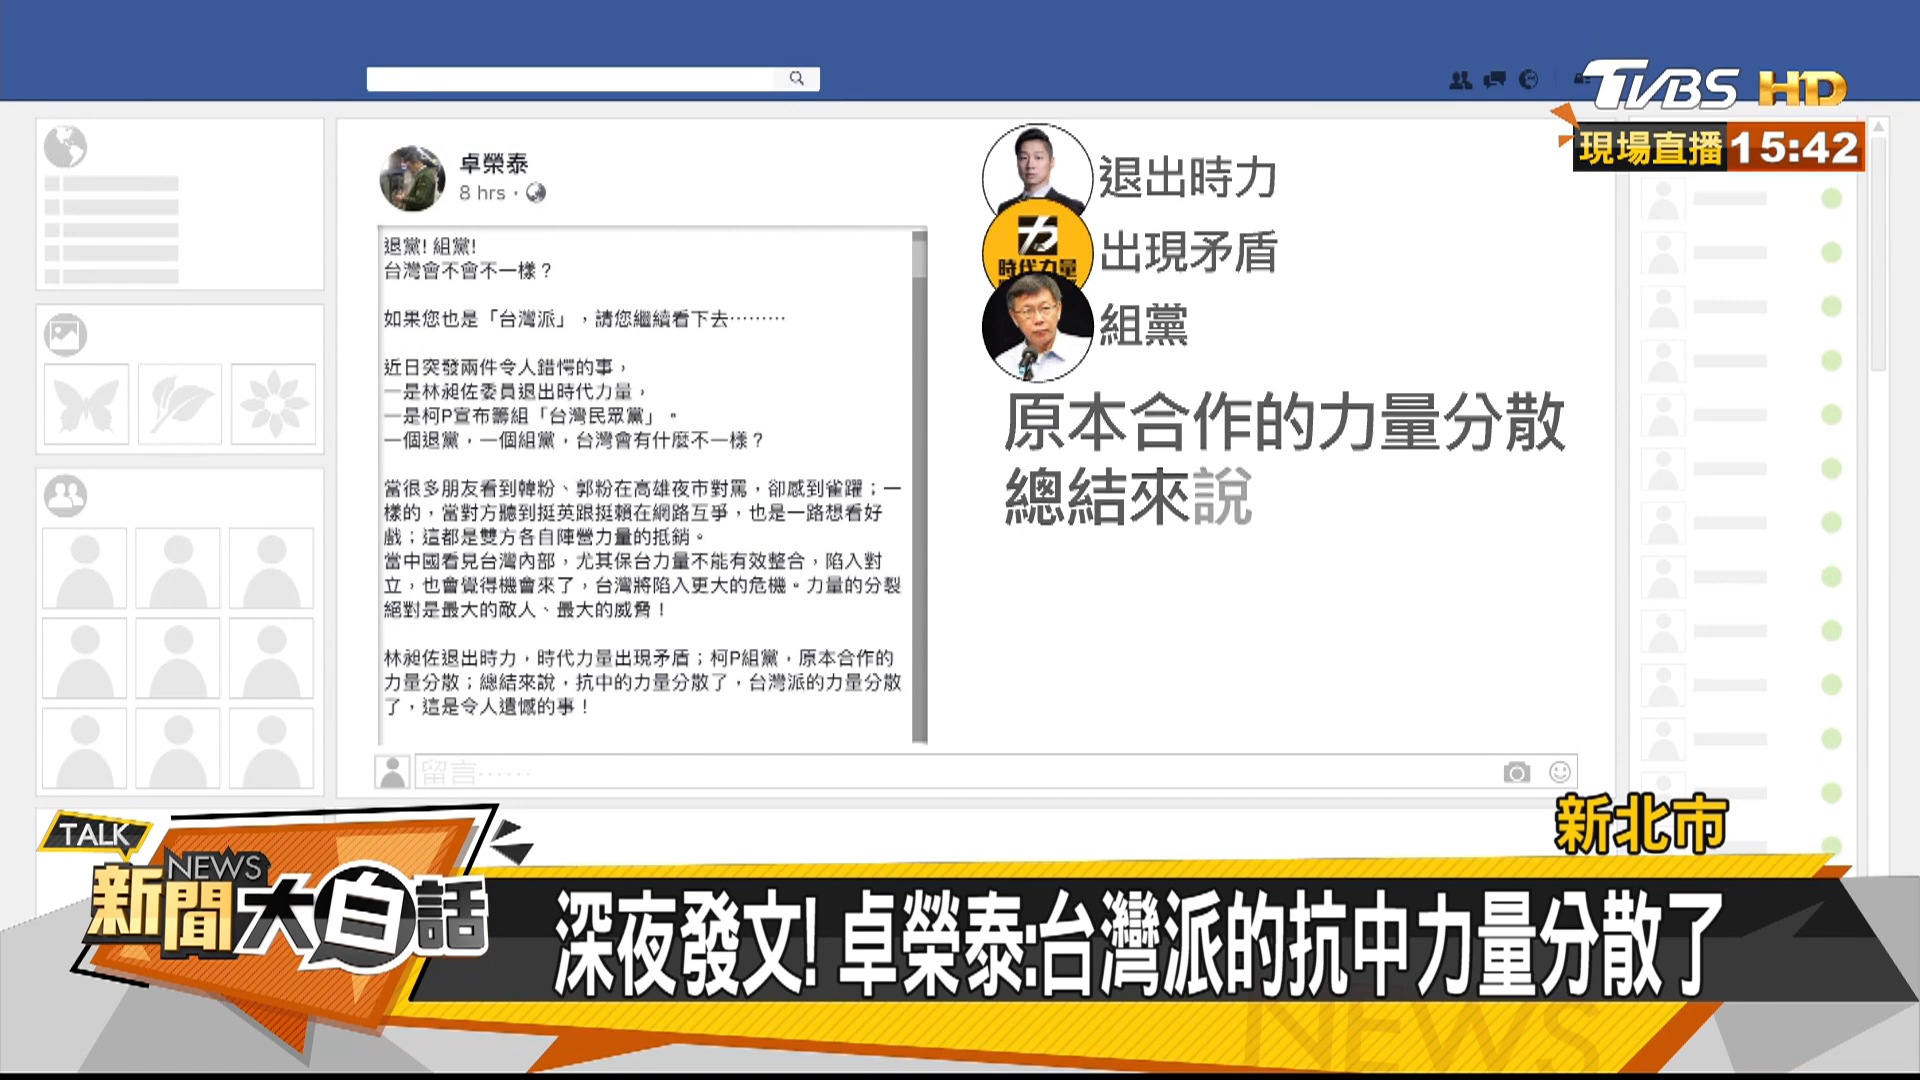 TVBS HD
現場直播 15:42
卓榮泰
8 hrs
退黨! 組黨!
台灣會不會不一樣？
如果您也是「台灣派」，請您繼續看下去………
近日突發兩件令人錯愕的事，
一是林昶佐委員退出時代力量，
一是柯P宣布籌組「台灣民眾黨」。
一個退黨，一個組黨，台灣會有什麼不一樣？
當很多朋友看到韓粉、郭粉在高雄夜市對罵，卻感到雀躍；一
樣的，當對方聽到挺英跟挺賴在網路互爭，也是一路想看好
戲；這都是雙方各自陣營力量的抵銷。
當中國看見台灣內部，尤其保台力量不能有效整合，陷入對
立，也會覺得機會來了，台灣將陷入更大的危機。力量的分裂
絕對是最大的敵人、最大的威脅！
林昶佐退出時力，時代力量出現矛盾；柯P組黨，原本合作的
力量分散；總結來說，抗中的力量分散了，台灣派的力量分散
了，這是令人遺憾的事！
退出時力
力
時代力量
出現矛盾
組黨
原本合作的力量分散
總結來說
留言……
新北市
TALK
NEWS
新聞大白話
深夜發文! 卓榮泰:台灣派的抗中力量分散了
NEWS